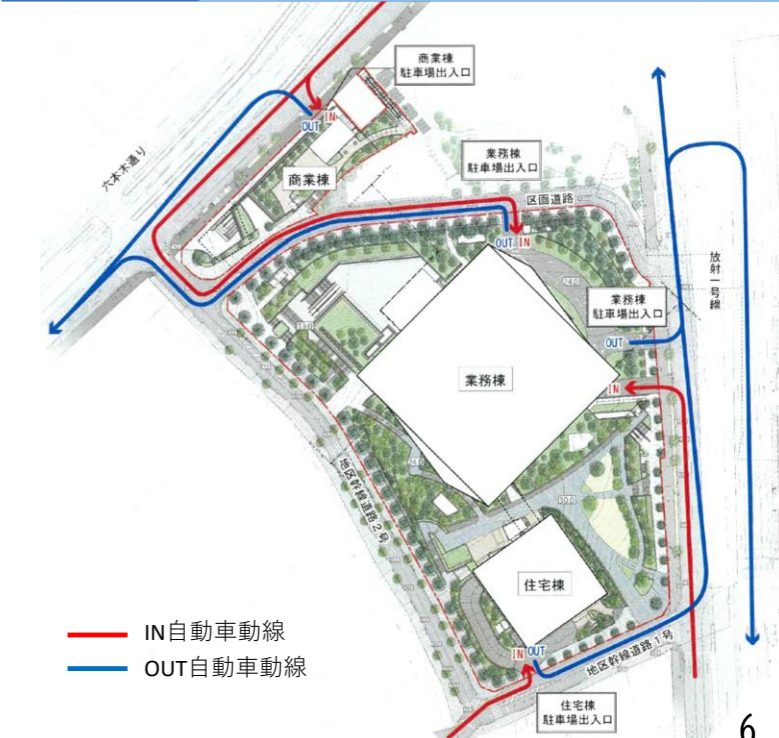 商業棟
駐車場出入口
IN
OUT
六本木通り
商業棟
業務棟
駐車場出入口
区画道路
OUT IN
放射一号線
業務棟
駐車場出入口
OUT
業務棟
IN
地区幹線道路2号
住宅棟
IN自動車動線
OUT自動車動線
IN OUT
地区幹線道路1号
住宅棟
駐車場出入口
6